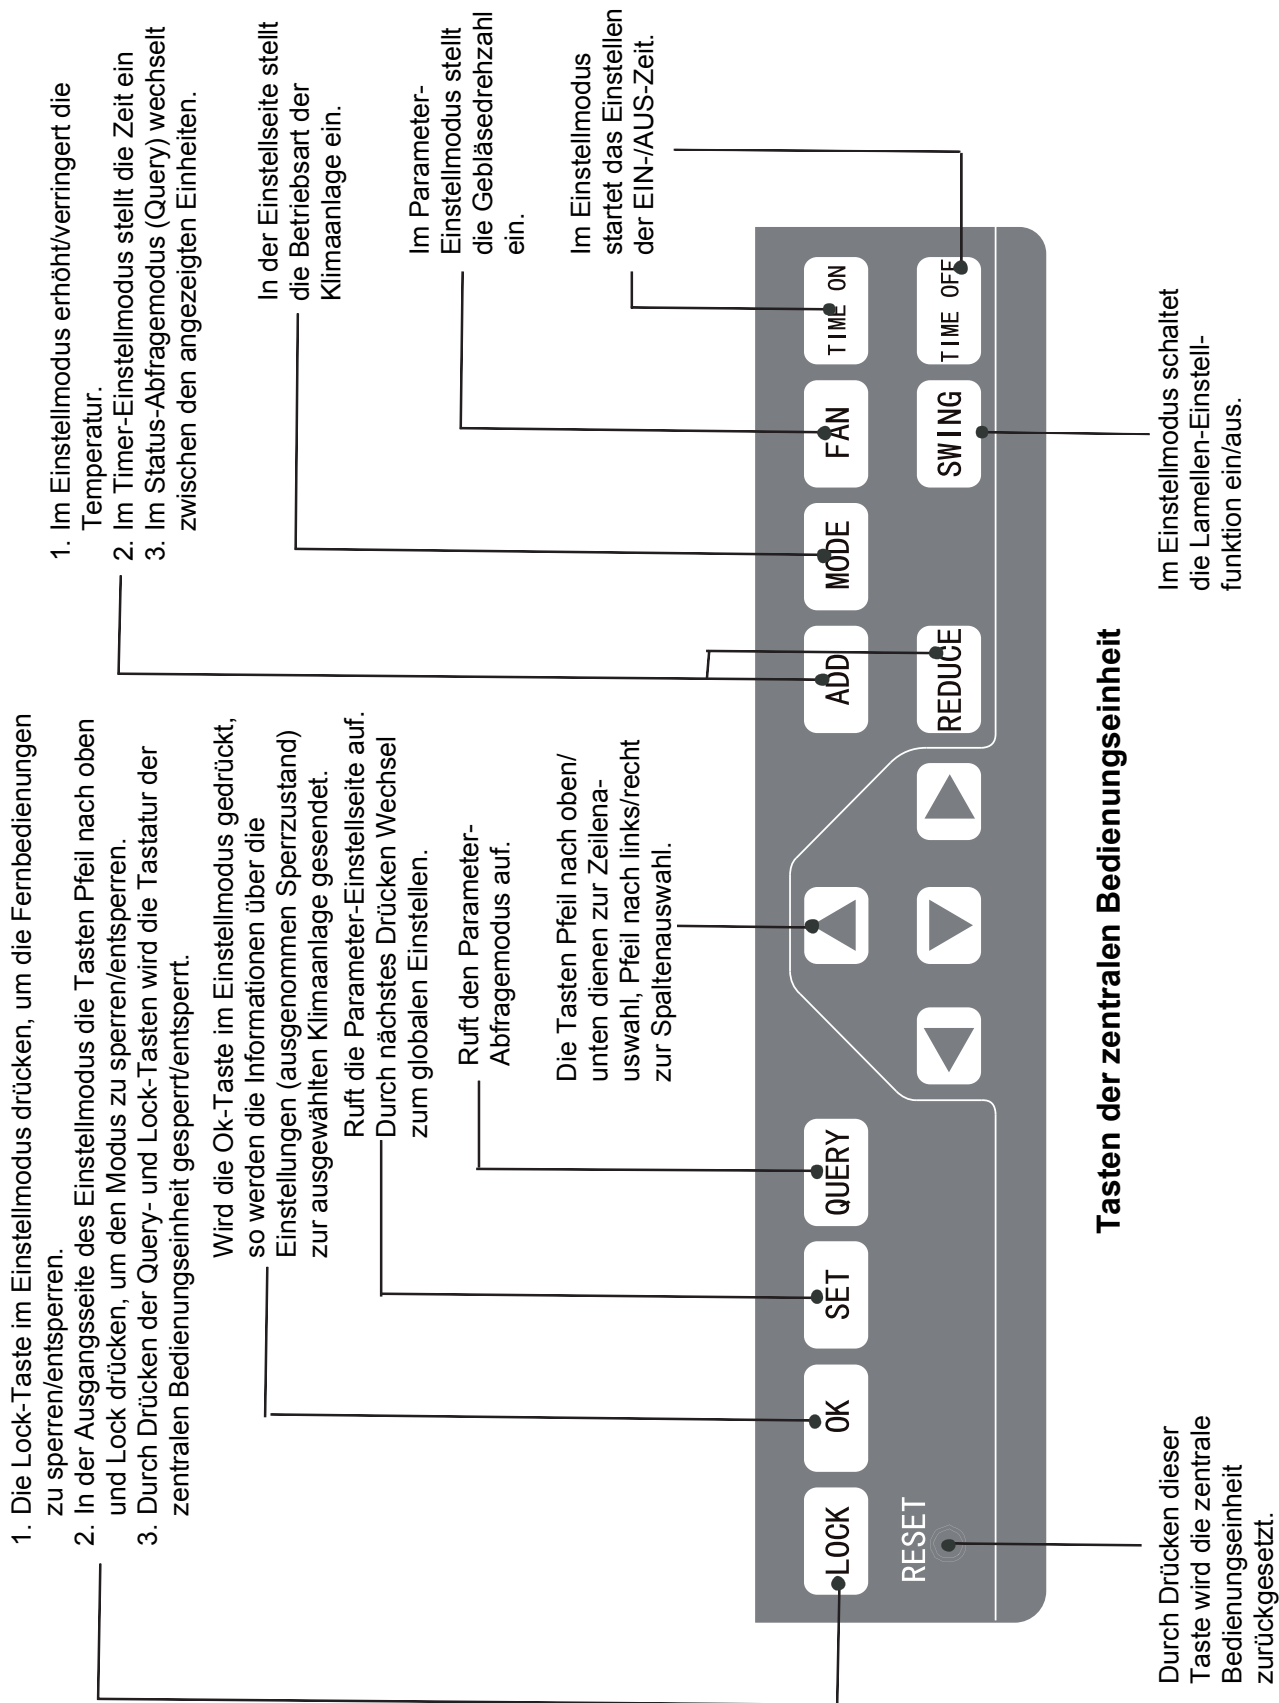 1. Die Lock-Taste im Einstellmodus drücken, um die Fernbedienungen
zu sperren/entsperren.
2. In der Ausgangsseite des Einstellmodus die Tasten Pfeil nach oben
und Lock drücken, um den Modus zu sperren/entsperren.
3. Durch Drücken der Query- und Lock-Tasten wird die Tastatur der
zentralen Bedienungseinheit gesperrt/entsperrt.
Wird die Ok-Taste im Einstellmodus gedrückt,
so werden die Informationen über die
Einstellungen (ausgenommen Sperrzustand)
zur ausgewählten Klimaanlage gesendet.
Ruft die Parameter-Einstellseite auf.
Durch nächstes Drücken Wechsel
zum globalen Einstellen.
Ruft den Parameter-
Abfragemodus auf.
Die Tasten Pfeil nach oben/
unten dienen zur Zeilena-
uswahl, Pfeil nach links/recht
zur Spaltenauswahl.
1. Im Einstellmodus erhöht/verringert die
Temperatur.
2. Im Timer-Einstellmodus stellt die Zeit ein
3. Im Status-Abfragemodus (Query) wechselt
zwischen den angezeigten Einheiten.
In der Einstellseite stellt
die Betriebsart der
Klimaanlage ein.
Im Parameter-
Einstellmodus stellt
die Gebläsedrehzahl
ein.
Im Einstellmodus
startet das Einstellen
der EIN-/AUS-Zeit.
LOCK
OK
SET
QUERY
ADD
MODE
FAN
TIME ON
RESET
REDUCE
SWING
TIME OFF
Durch Drücken dieser
Taste wird die zentrale
Bedienungseinheit
zurückgesetzt.
Im Einstellmodus schaltet
die Lamellen-Einstell-
funktion ein/aus.
Tasten der zentralen Bedienungseinheit